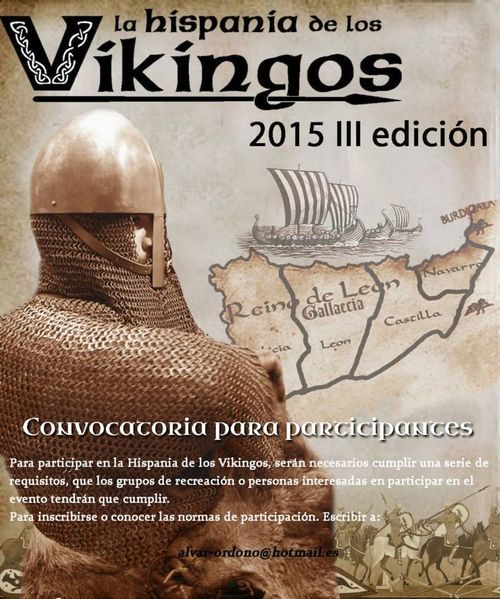 la hispania de los
Vikingos
2015 III edición
BURDIGALA
Navarra
Reino de León
Gallaecia
Castilla
Leon
icia
Convocatoria para participantes
Para participar en la Hispania de los Vikingos, serán necesarios cumplir una serie de
requisitos, que los grupos de recreación o personas interesadas en participar en el
evento tendrán que cumplir.
Para inscribirse o conocer las normas de participación. Escribir a:
alvar-ordono@hotmail.es